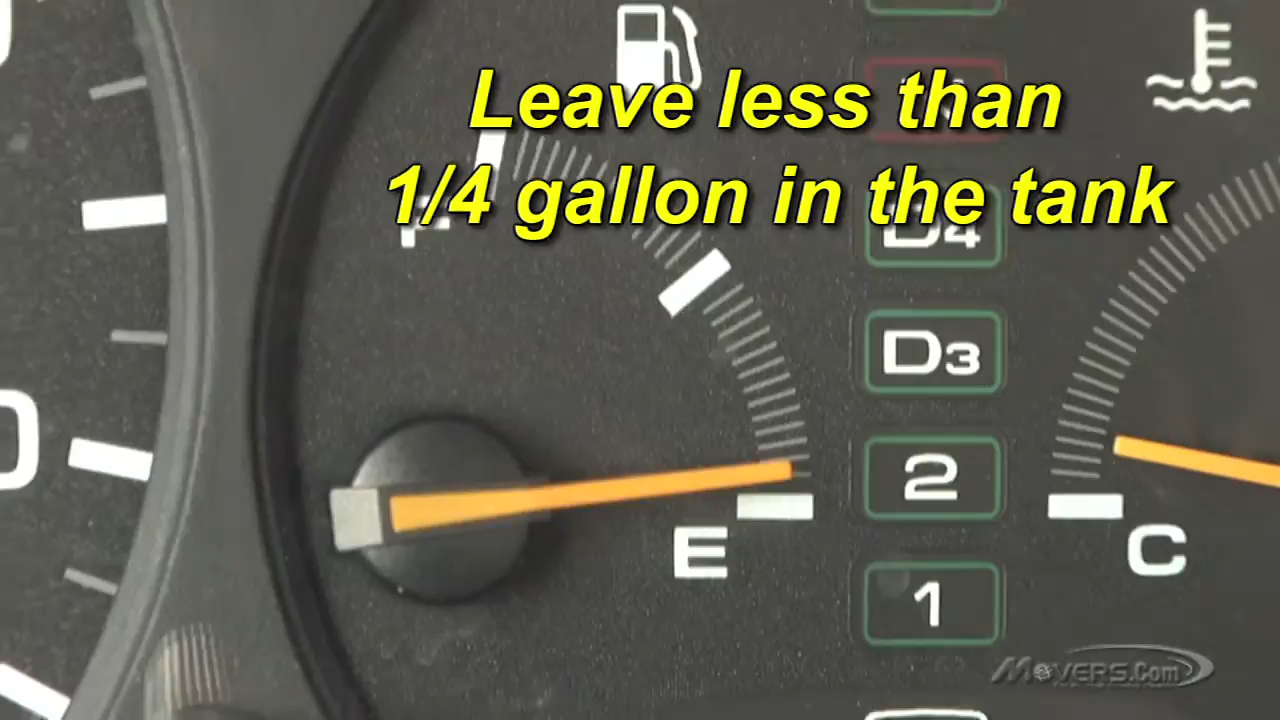 Leave less than
1/4 gallon in the tank
F
D4
D3
2
E
C
1
MOVERS.Com